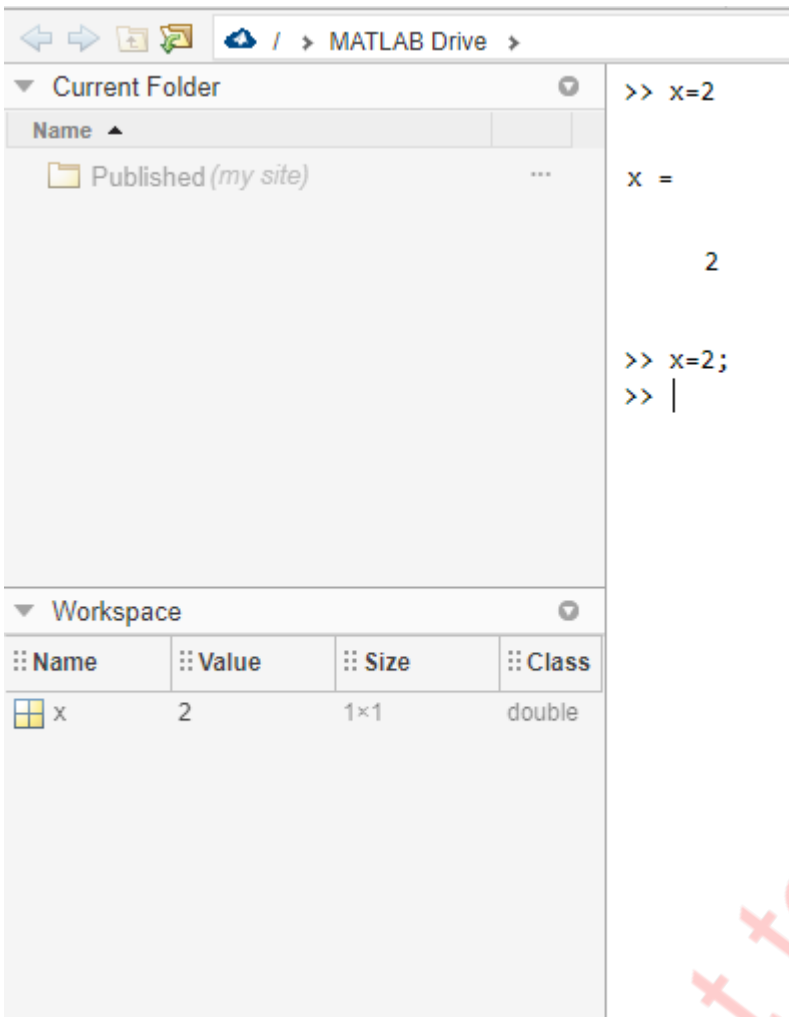 / > MATLAB Drive >
Current Folder
Name
Published (my site) ...
Workspace
Name Value Size Class
x 2 1×1 double
>> x=2
x =
2
>> x=2;
>>